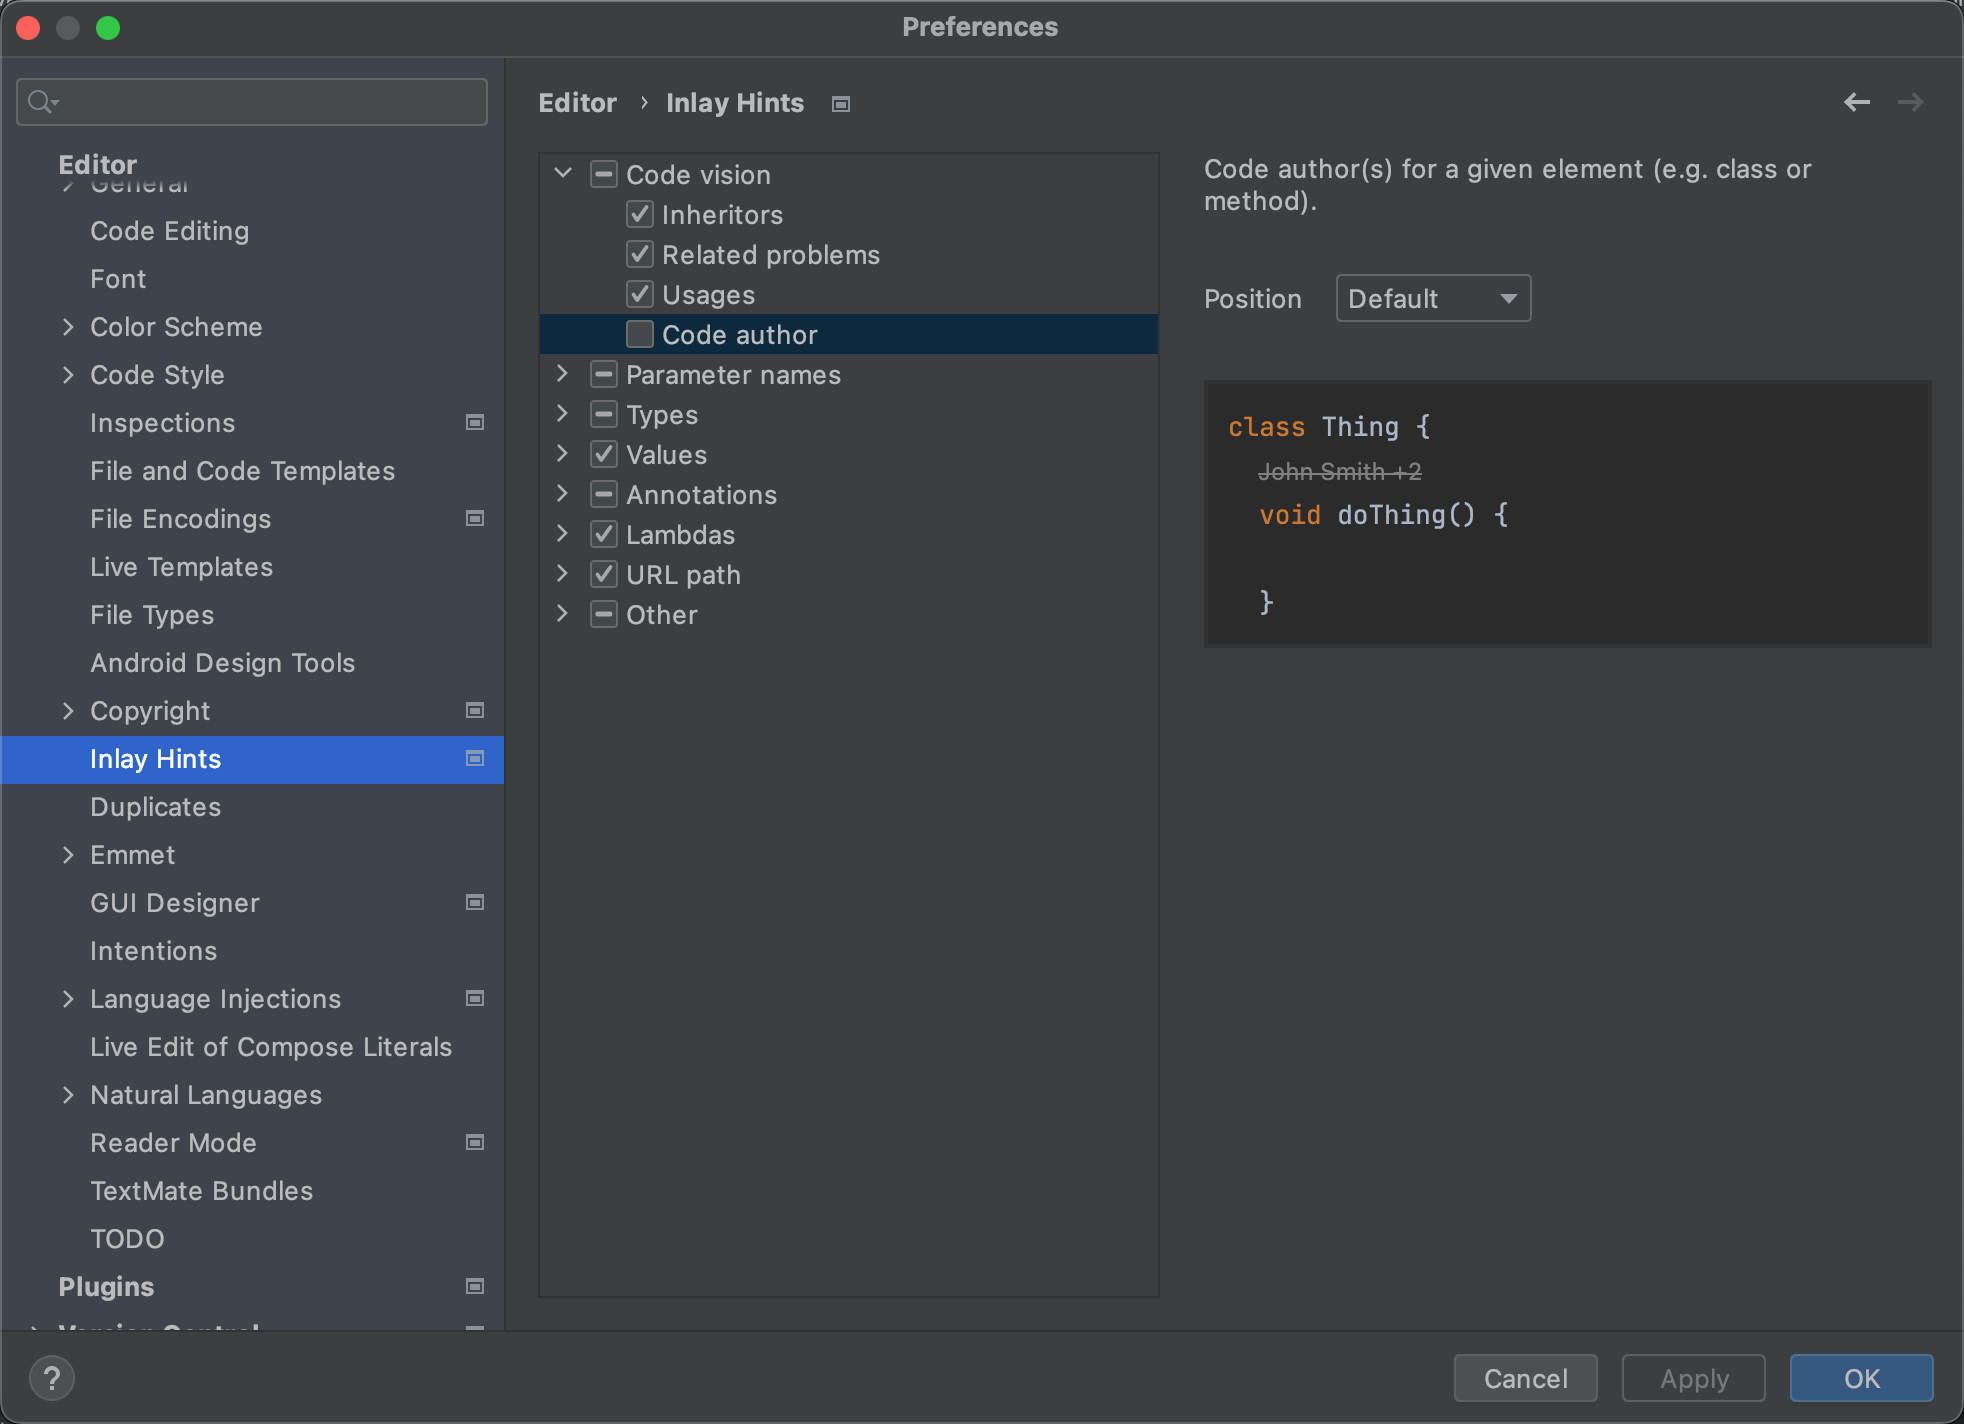 Preferences
Editor
General
Code Editing
Font
Color Scheme
Code Style
Inspections
File and Code Templates
File Encodings
Live Templates
File Types
Android Design Tools
Copyright
Inlay Hints
Duplicates
Emmet
GUI Designer
Intentions
Language Injections
Live Edit of Compose Literals
Natural Languages
Reader Mode
TextMate Bundles
TODO
Plugins
Version Control
Editor › Inlay Hints
Code vision
Inheritors
Related problems
Usages
Code author
Parameter names
Types
Values
Annotations
Lambdas
URL path
Other
Code author(s) for a given element (e.g. class or
method).
Position Default
class Thing {
John Smith +2
void doThing() {
}
?
Cancel Apply OK